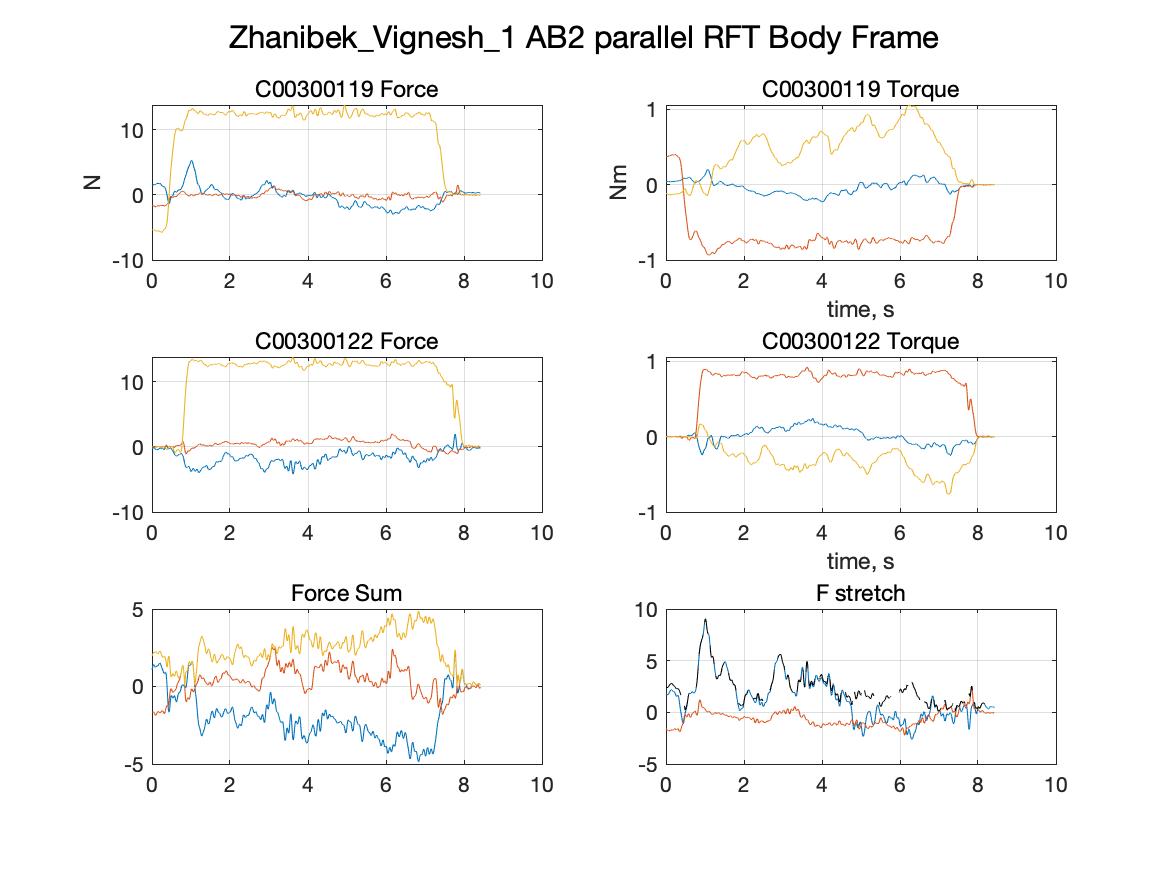 Zhanibek_Vignesh_1 AB2 parallel RFT Body Frame
C00300119 Force
10
0
-10
N
0 2 4 6 8 10
C00300119 Torque
1
0
-1
Nm
0 2 4 6 8 10
time, s
C00300122 Force
10
0
-10
0 2 4 6 8 10
C00300122 Torque
1
0
-1
0 2 4 6 8 10
time, s
Force Sum
5
0
-5
0 2 4 6 8 10
F stretch
10
5
0
-5
0 2 4 6 8 10